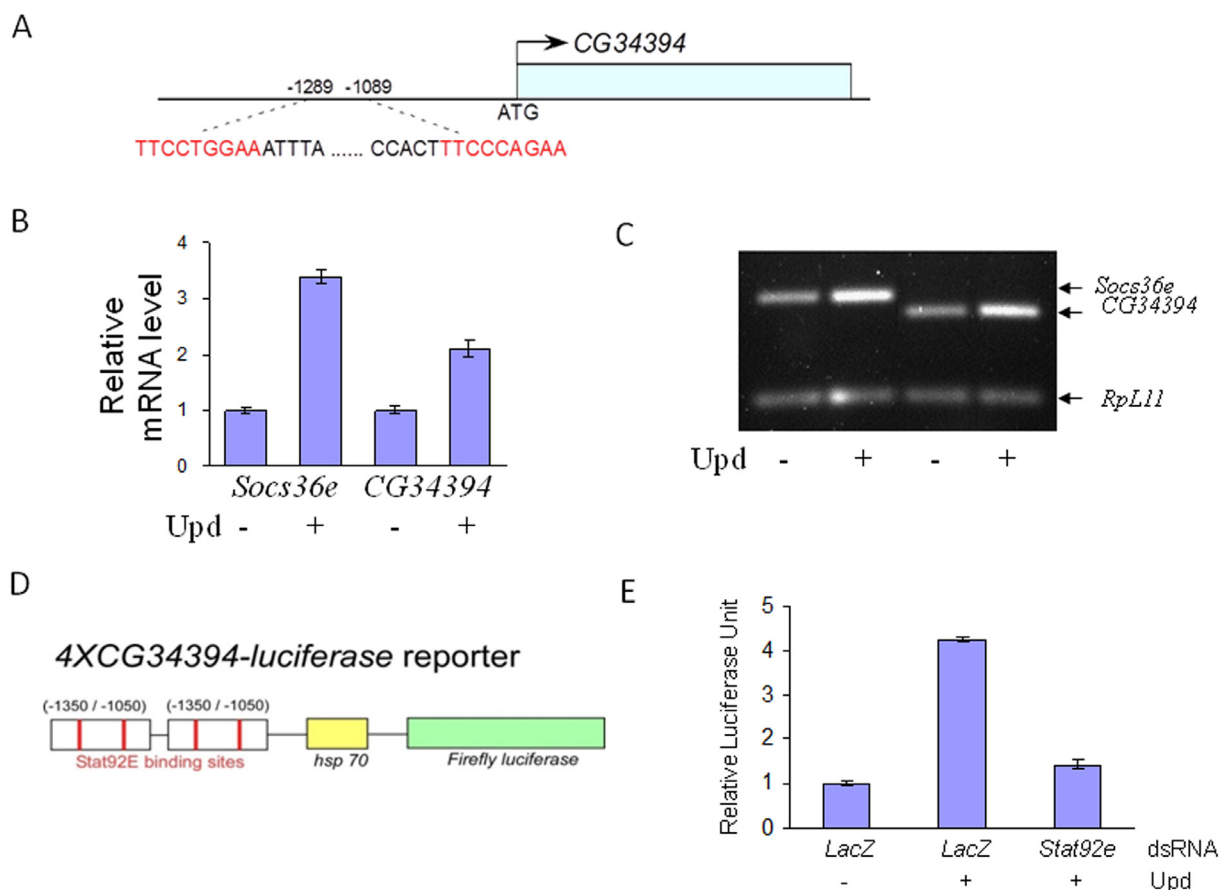 A
CG34394
-1289 -1089
ATG
TTCCTGGAAATTTA ...... CCACTTTCCCAGAA
B
Relative
mRNA level
4
3
2
1
0
Socs36e CG34394
Upd - + - +
C
Socs36e
CG34394
RpL11
Upd - + - +
D
4XCG34394-luciferase reporter
(-1350 / -1050) (-1350 / -1050)
Stat92E binding sites
hsp 70
Firefly luciferase
E
Relative Luciferase Unit
5
4
3
2
1
0
LacZ LacZ Stat92e dsRNA
- + + Upd